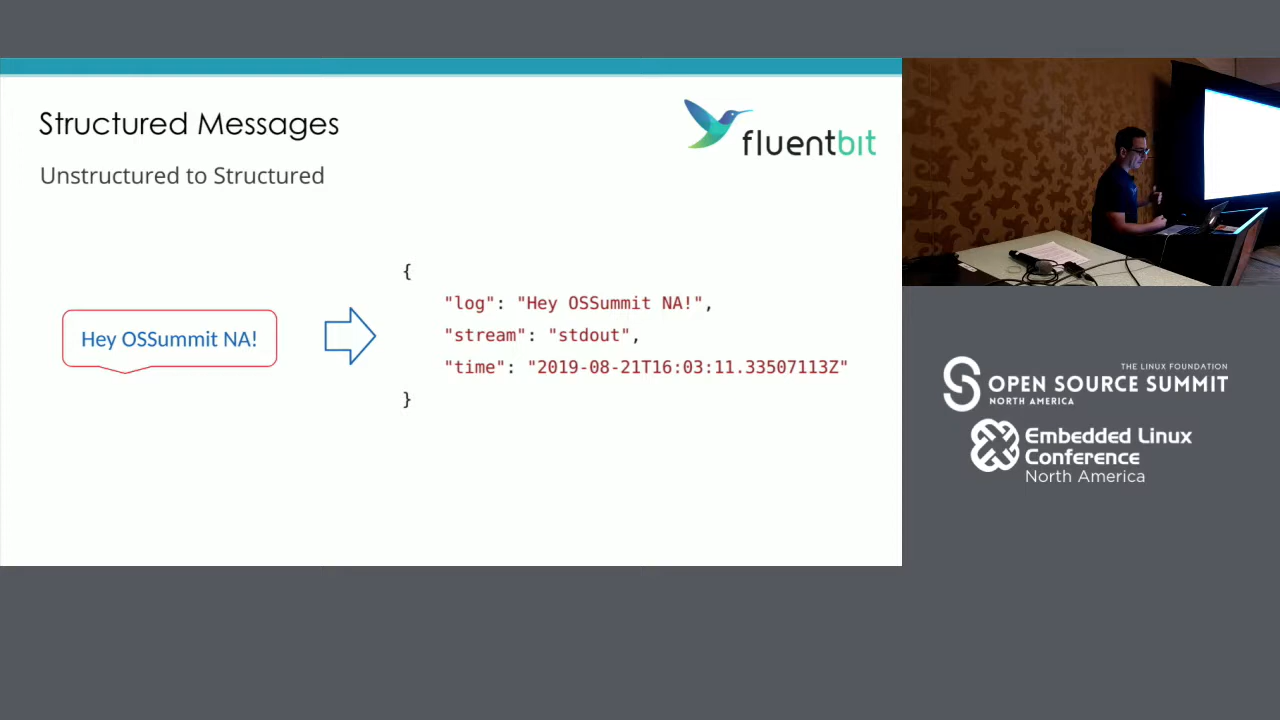 Structured Messages
fluentbit
Unstructured to Structured
Hey OSSummit NA!
{
"log": "Hey OSSummit NA!",
"stream": "stdout",
"time": "2019-08-21T16:03:11.33507113Z"
}
THE LINUX FOUNDATION
OPEN SOURCE SUMMIT
NORTH AMERICA
Embedded Linux
Conference
North America